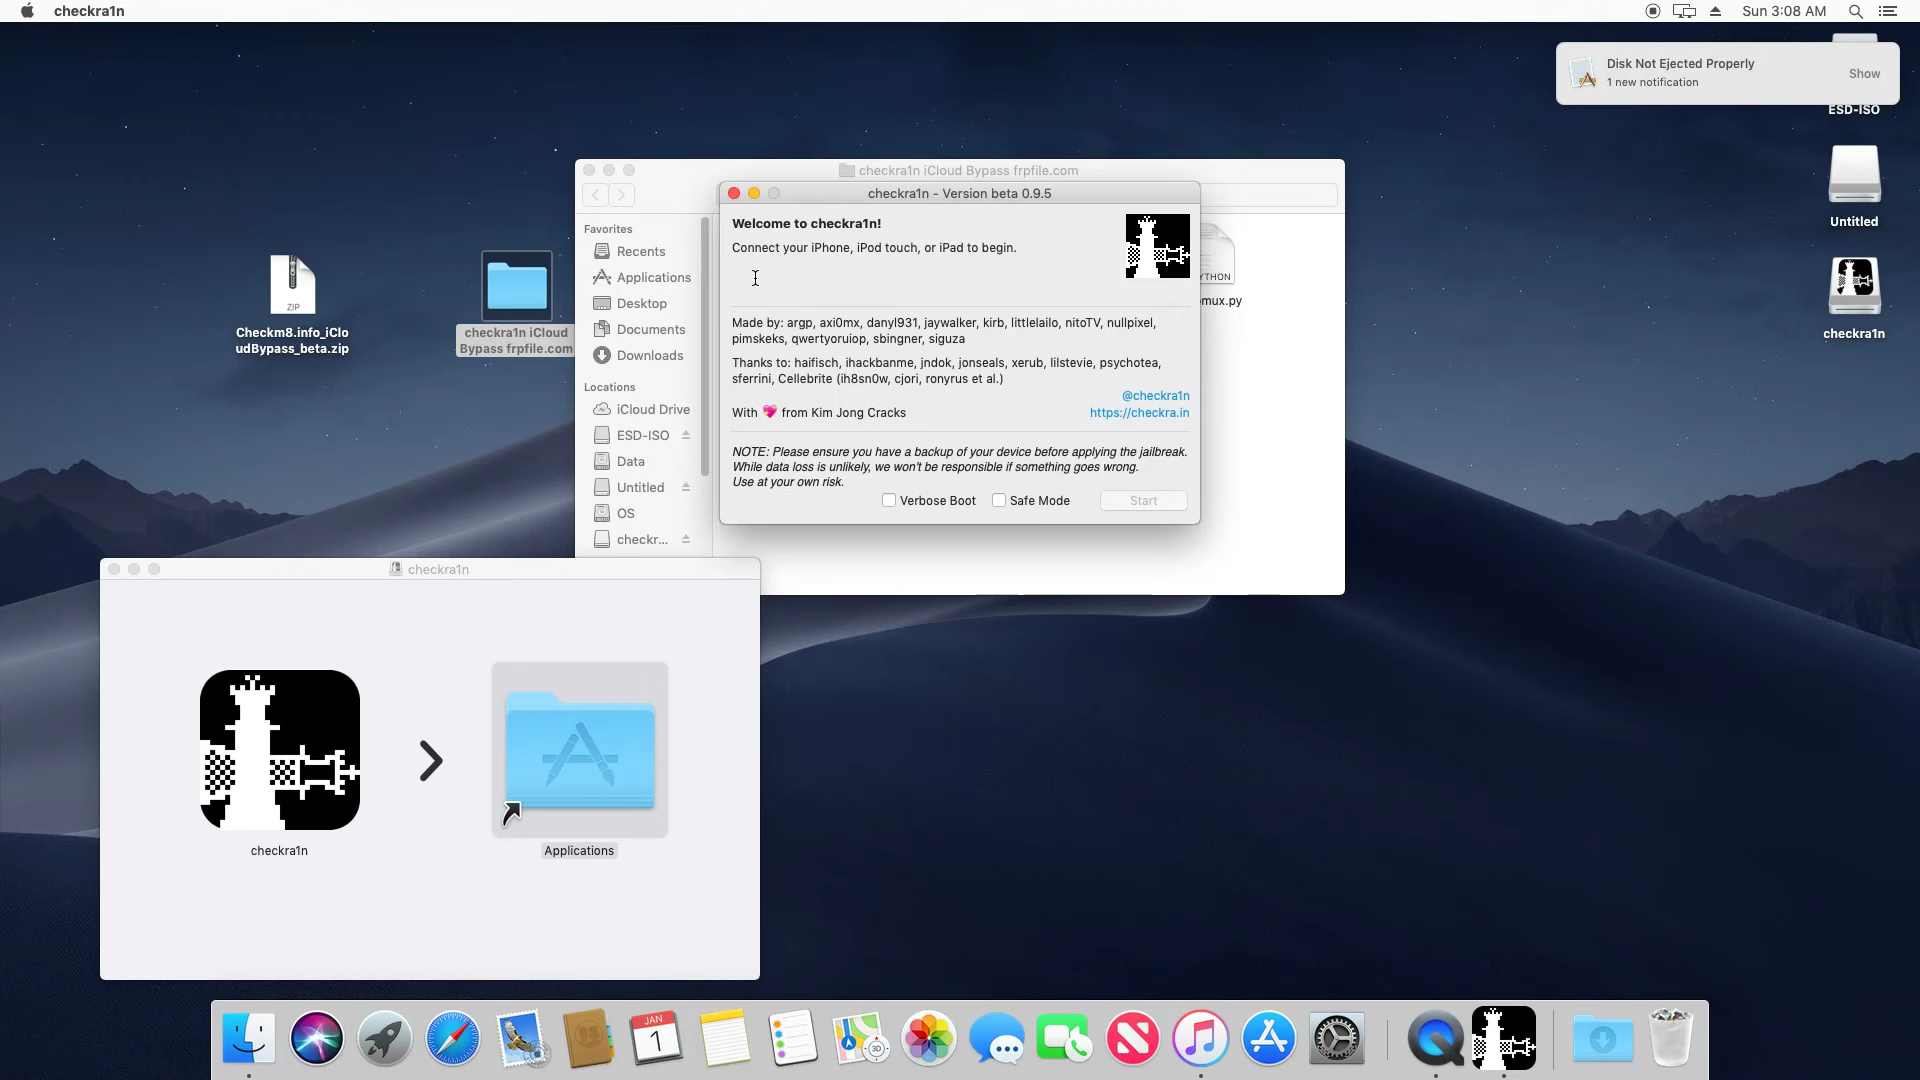 checkra1n
Sun 3:08 AM
Disk Not Ejected Properly
1 new notification
Show
ESD-ISO
Untitled
checkra1n
ZIP
Checkm8.info_iClo
udBypass_beta.zip
checkra1n iCloud
Bypass frpfile.com
checkra1n iCloud Bypass frpfile.com
Favorites
Recents
Applications
Desktop
Documents
Downloads
Locations
iCloud Drive
ESD-ISO
Data
Untitled
OS
checkr...
YTHON
mux.py
checkra1n - Version beta 0.9.5
Welcome to checkra1n!
Connect your iPhone, iPod touch, or iPad to begin.
Made by: argp, axi0mx, danyl931, jaywalker, kirb, littlelailo, nitoTV, nullpixel,
pimskeks, qwertyoruiop, sbingner, siguza
Thanks to: haifisch, ihackbanme, jndok, jonseals, xerub, lilstevie, psychotea,
sferrini, Cellebrite (ih8sn0w, cjori, ronyrus et al.)
@checkra1n
With 💖 from Kim Jong Cracks
https://checkra.in
NOTE: Please ensure you have a backup of your device before applying the jailbreak.
While data loss is unlikely, we won't be responsible if something goes wrong.
Use at your own risk.
Verbose Boot
Safe Mode
Start
checkra1n
checkra1n
Applications
JAN
1
3D